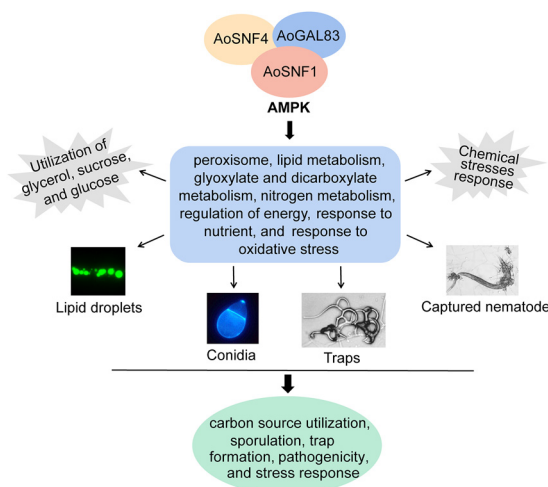 AoSNF4
AoGAL83
AoSNF1
AMPK
Utilization of
glycerol, sucrose,
and glucose
peroxisome, lipid metabolism,
glyoxylate and dicarboxylate
metabolism, nitrogen metabolism,
regulation of energy, response to
nutrient, and response to
oxidative stress
Chemical
stresses
response
Lipid droplets
Conidia
Traps
Captured nematode
carbon source utilization,
sporulation, trap
formation, pathogenicity,
and stress response